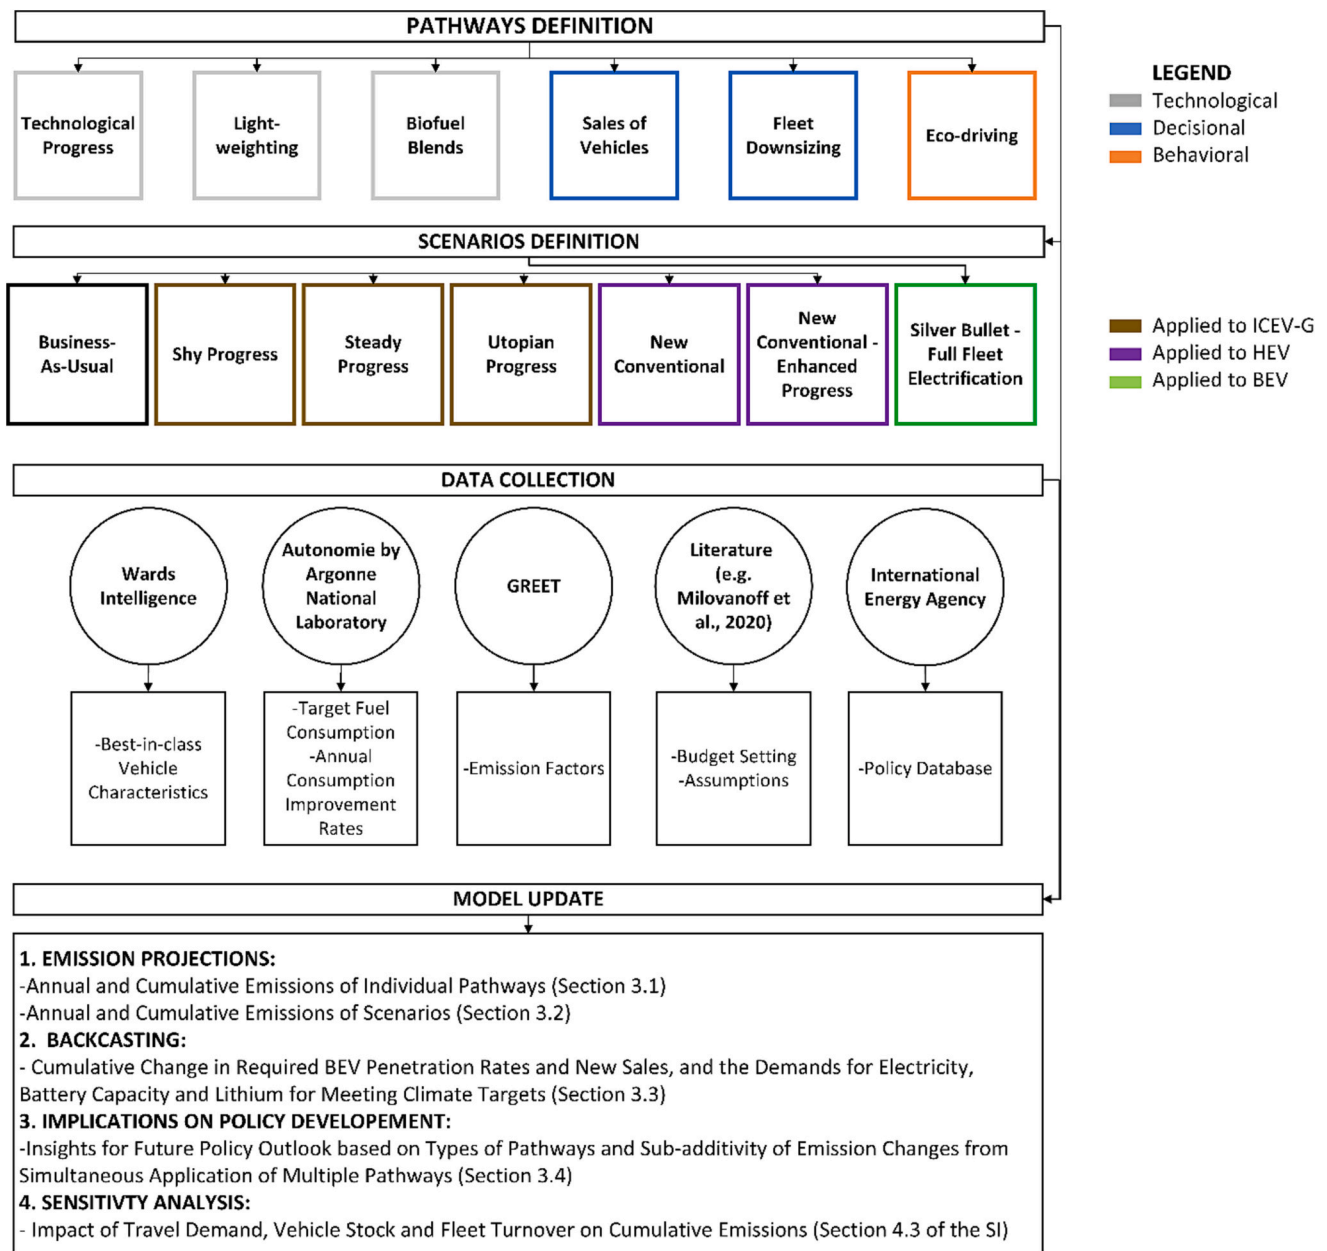 PATHWAYS DEFINITION
Technological
Progress
Light-
weighting
Biofuel
Blends
Sales of
Vehicles
Fleet
Downsizing
Eco-driving
LEGEND
Technological
Decisional
Behavioral
SCENARIOS DEFINITION
Business-
As-Usual
Shy Progress
Steady
Progress
Utopian
Progress
New
Conventional
New
Conventional -
Enhanced
Progress
Silver Bullet -
Full Fleet
Electrification
Applied to ICEV-G
Applied to HEV
Applied to BEV
DATA COLLECTION
Wards
Intelligence
Autonomie by
Argonne
National
Laboratory
GREET
Literature
(e.g.
Milovanoff et
al., 2020)
International
Energy Agency
-Best-in-class
Vehicle
Characteristics
-Target Fuel
Consumption
-Annual
Consumption
Improvement
Rates
-Emission Factors
-Budget Setting
-Assumptions
-Policy Database
MODEL UPDATE
1. EMISSION PROJECTIONS:
-Annual and Cumulative Emissions of Individual Pathways (Section 3.1)
-Annual and Cumulative Emissions of Scenarios (Section 3.2)
2. BACKCASTING:
- Cumulative Change in Required BEV Penetration Rates and New Sales, and the Demands for Electricity,
Battery Capacity and Lithium for Meeting Climate Targets (Section 3.3)
3. IMPLICATIONS ON POLICY DEVELOPEMENT:
-Insights for Future Policy Outlook based on Types of Pathways and Sub-additivity of Emission Changes from
Simultaneous Application of Multiple Pathways (Section 3.4)
4. SENSITIVTY ANALYSIS:
- Impact of Travel Demand, Vehicle Stock and Fleet Turnover on Cumulative Emissions (Section 4.3 of the SI)